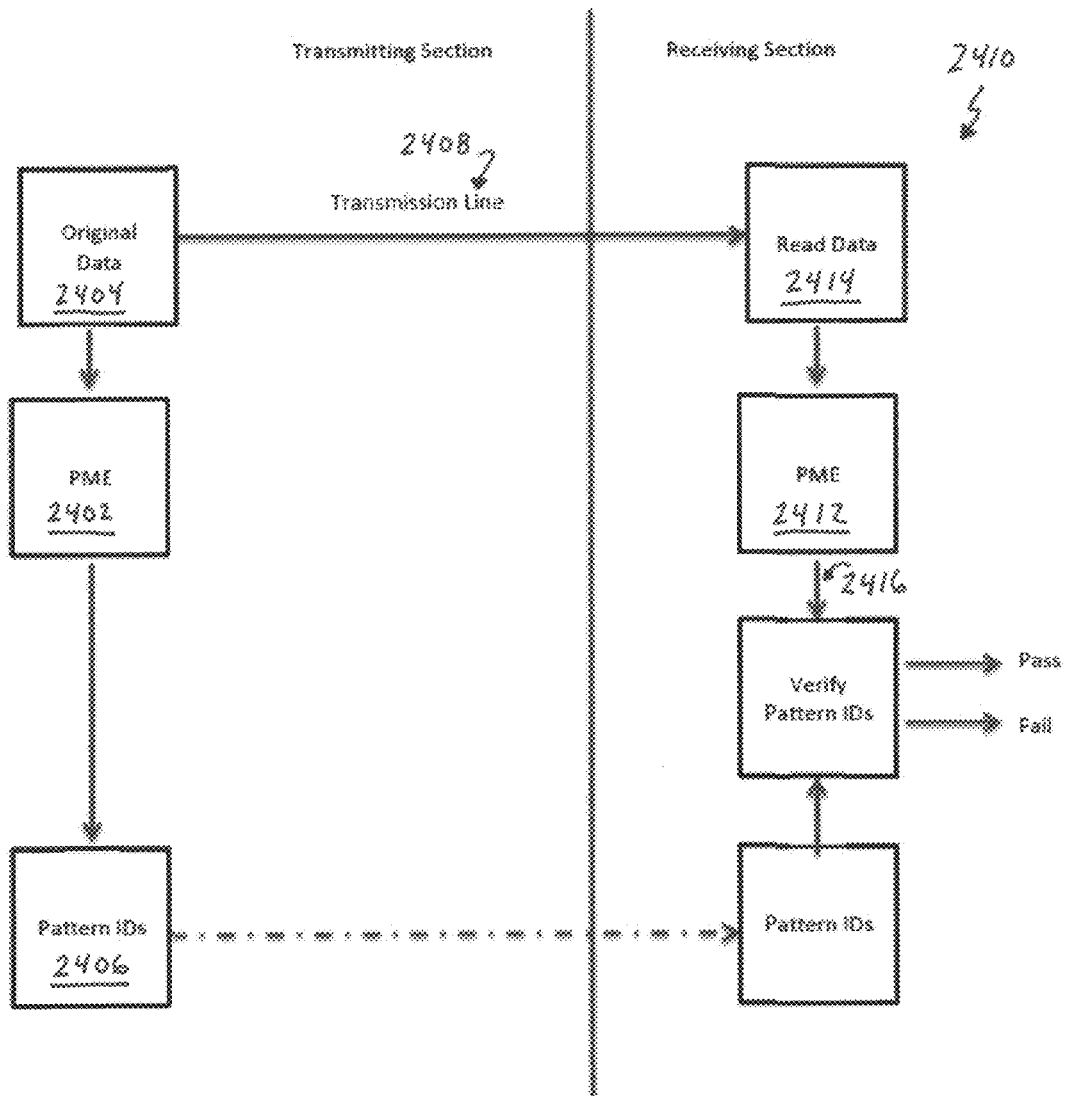 Transmitting Section
Receiving Section
2410
2408
Transmission Line
Original
Data
2404
Read Data
2414
PME
2402
PME
2412
2416
Verify
Pattern IDs
Pass
Fail
Pattern IDs
2406
Pattern IDs